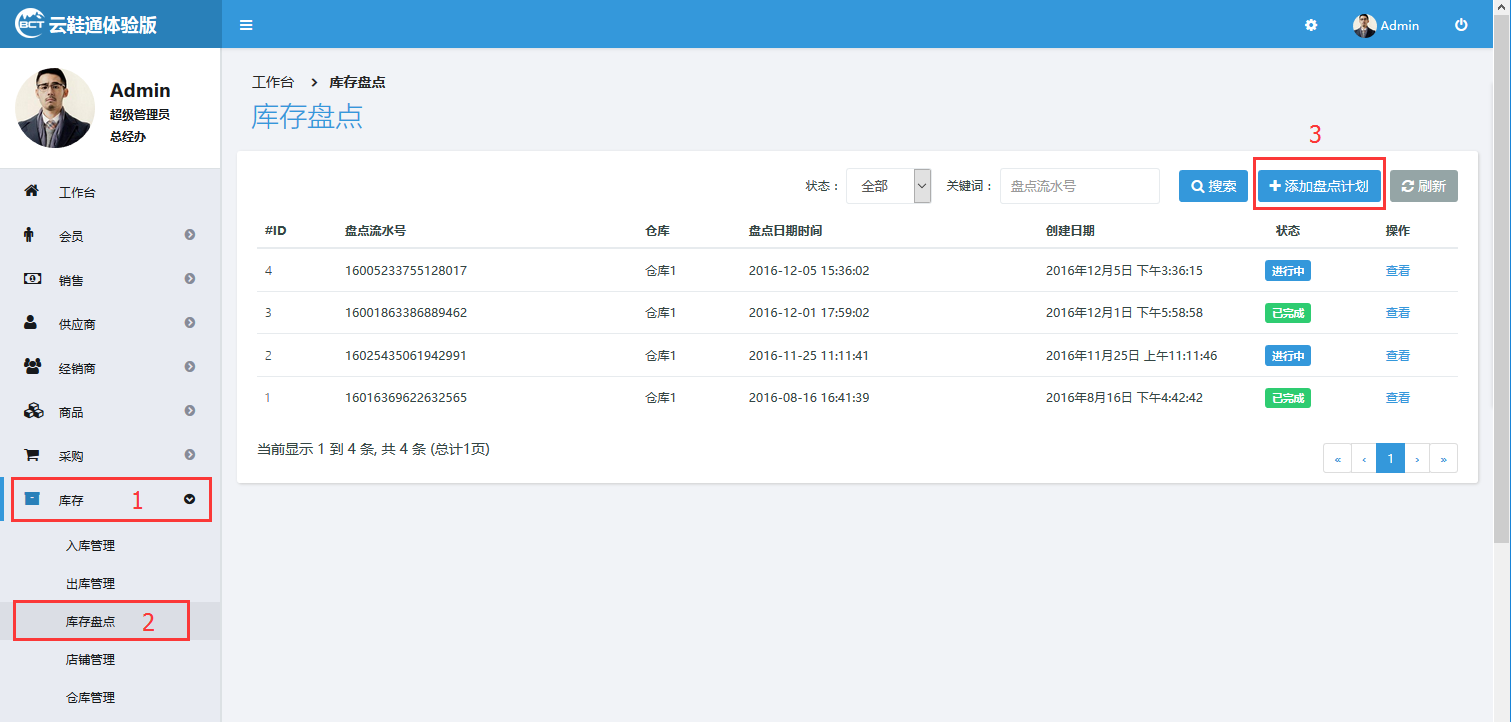 BCT 云鞋通体验版
Admin
Admin
超级管理员
总经办
工作台
会员
销售
供应商
经销商
商品
采购
库存 1
入库管理
出库管理
库存盘点 2
店铺管理
仓库管理
工作台 > 库存盘点
库存盘点
3
状态： 全部 关键词： 盘点流水号 搜索 添加盘点计划 刷新
#ID 盘点流水号 仓库 盘点日期时间 创建日期 状态 操作
4 16005233755128017 仓库1 2016-12-05 15:36:02 2016年12月5日 下午3:36:15 进行中 查看
3 16001863386889462 仓库1 2016-12-01 17:59:02 2016年12月1日 下午5:58:58 已完成 查看
2 16025435061942991 仓库1 2016-11-25 11:11:41 2016年11月25日 上午11:11:46 进行中 查看
1 16016369622632565 仓库1 2016-08-16 16:41:39 2016年8月16日 下午4:42:42 已完成 查看
当前显示 1 到 4 条, 共 4 条 (总计1页)
« ‹ 1 › »